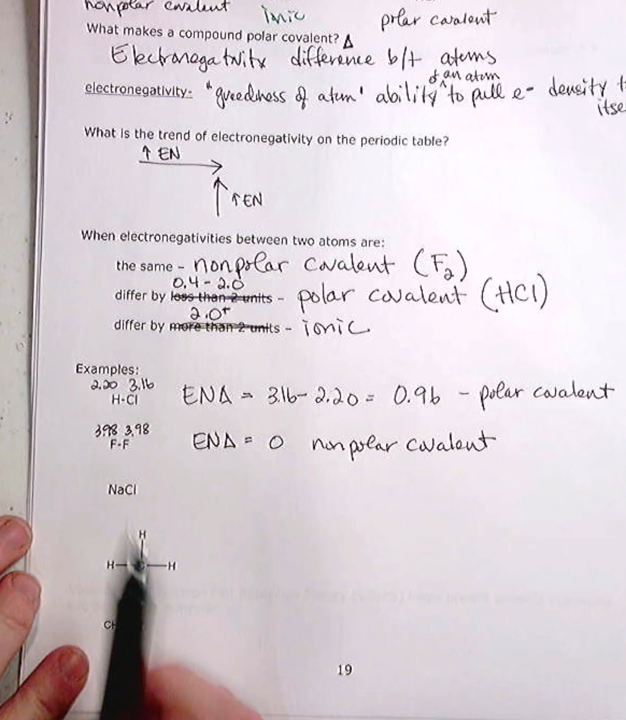 nonpolar covalent ionic polar covalent
What makes a compound polar covalent? Δ
Electronegativity difference b/t atoms
of an atom
electronegativity- "greediness of atom" ability ^ to pull e- density t
itse
What is the trend of electronegativity on the periodic table?
↑ EN
↑ EN
When electronegativities between two atoms are:
the same - nonpolar covalent (F₂)
0.4 - 2.0
differ by less than 2 units - polar covalent (HCl)
2.0+
differ by more than 2 units - ionic
Examples:
2.20 3.16
H-Cl ENΔ = 3.16 - 2.20 = 0.96 - polar covalent
3.98 3.98
F-F ENΔ = 0 nonpolar covalent
NaCl
H
H— —H
19